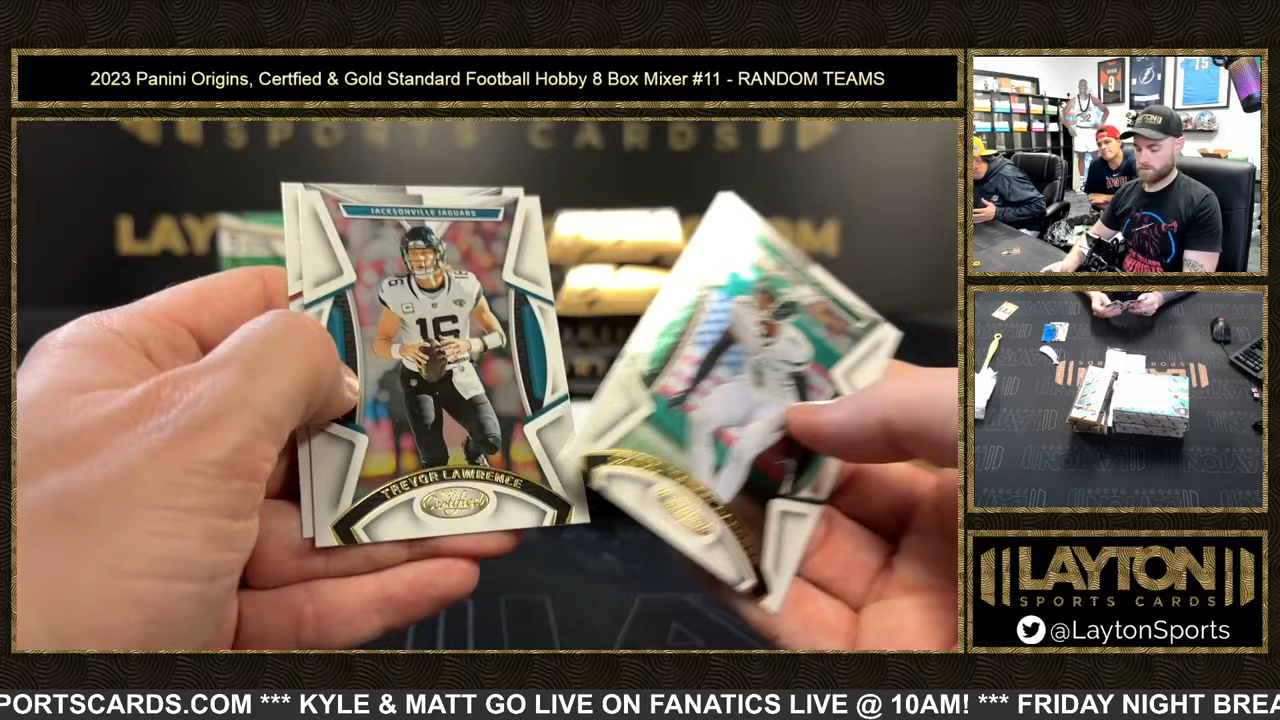 2023 Panini Origins, Certfied & Gold Standard Football Hobby 8 Box Mixer #11 - RANDOM TEAMS
JACKSONVILLE JAGUARS
16
TREVOR LAWRENCE
Certified
LAYTON
SPORTS CARDS
@LaytonSports
PORTSCARDS.COM *** KYLE & MATT GO LIVE ON FANATICS LIVE @ 10AM! *** FRIDAY NIGHT BREA